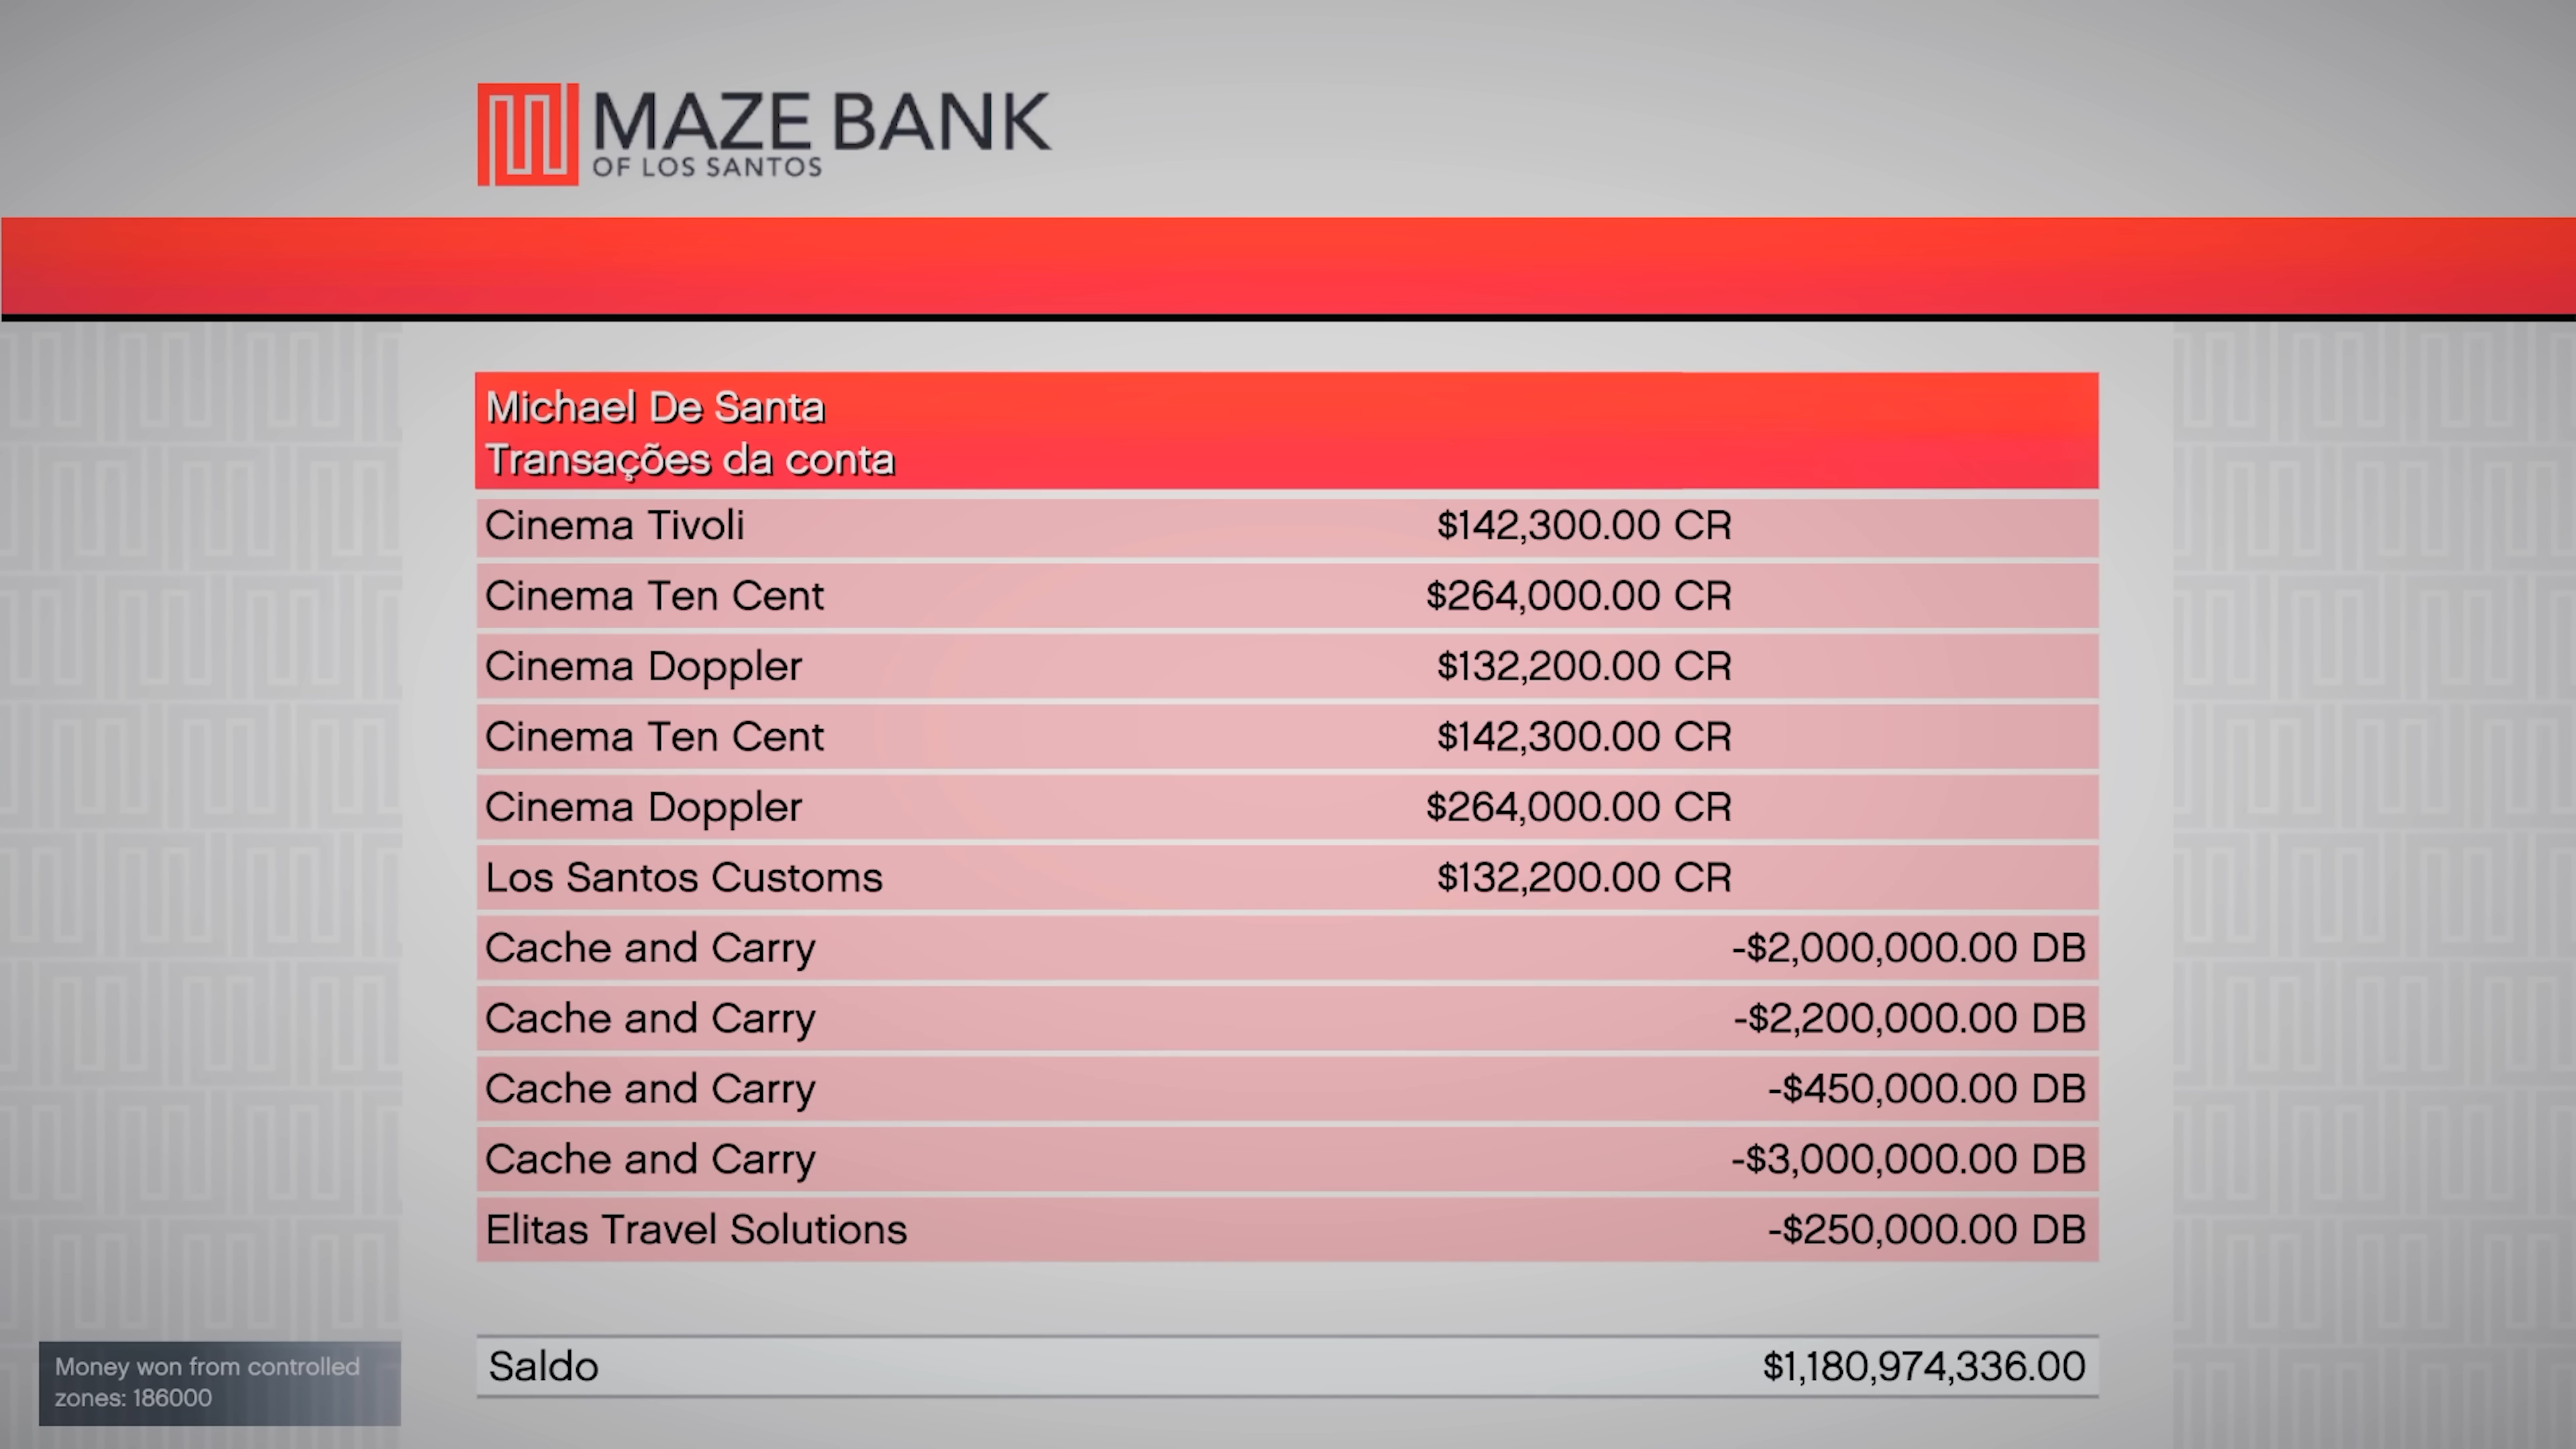 MAZE BANK
OF LOS SANTOS
Michael De Santa
Transações da conta
Cinema Tivoli $142,300.00 CR
Cinema Ten Cent $264,000.00 CR
Cinema Doppler $132,200.00 CR
Cinema Ten Cent $142,300.00 CR
Cinema Doppler $264,000.00 CR
Los Santos Customs $132,200.00 CR
Cache and Carry -$2,000,000.00 DB
Cache and Carry -$2,200,000.00 DB
Cache and Carry -$450,000.00 DB
Cache and Carry -$3,000,000.00 DB
Elitas Travel Solutions -$250,000.00 DB
Saldo $1,180,974,336.00
Money won from controlled
zones: 186000